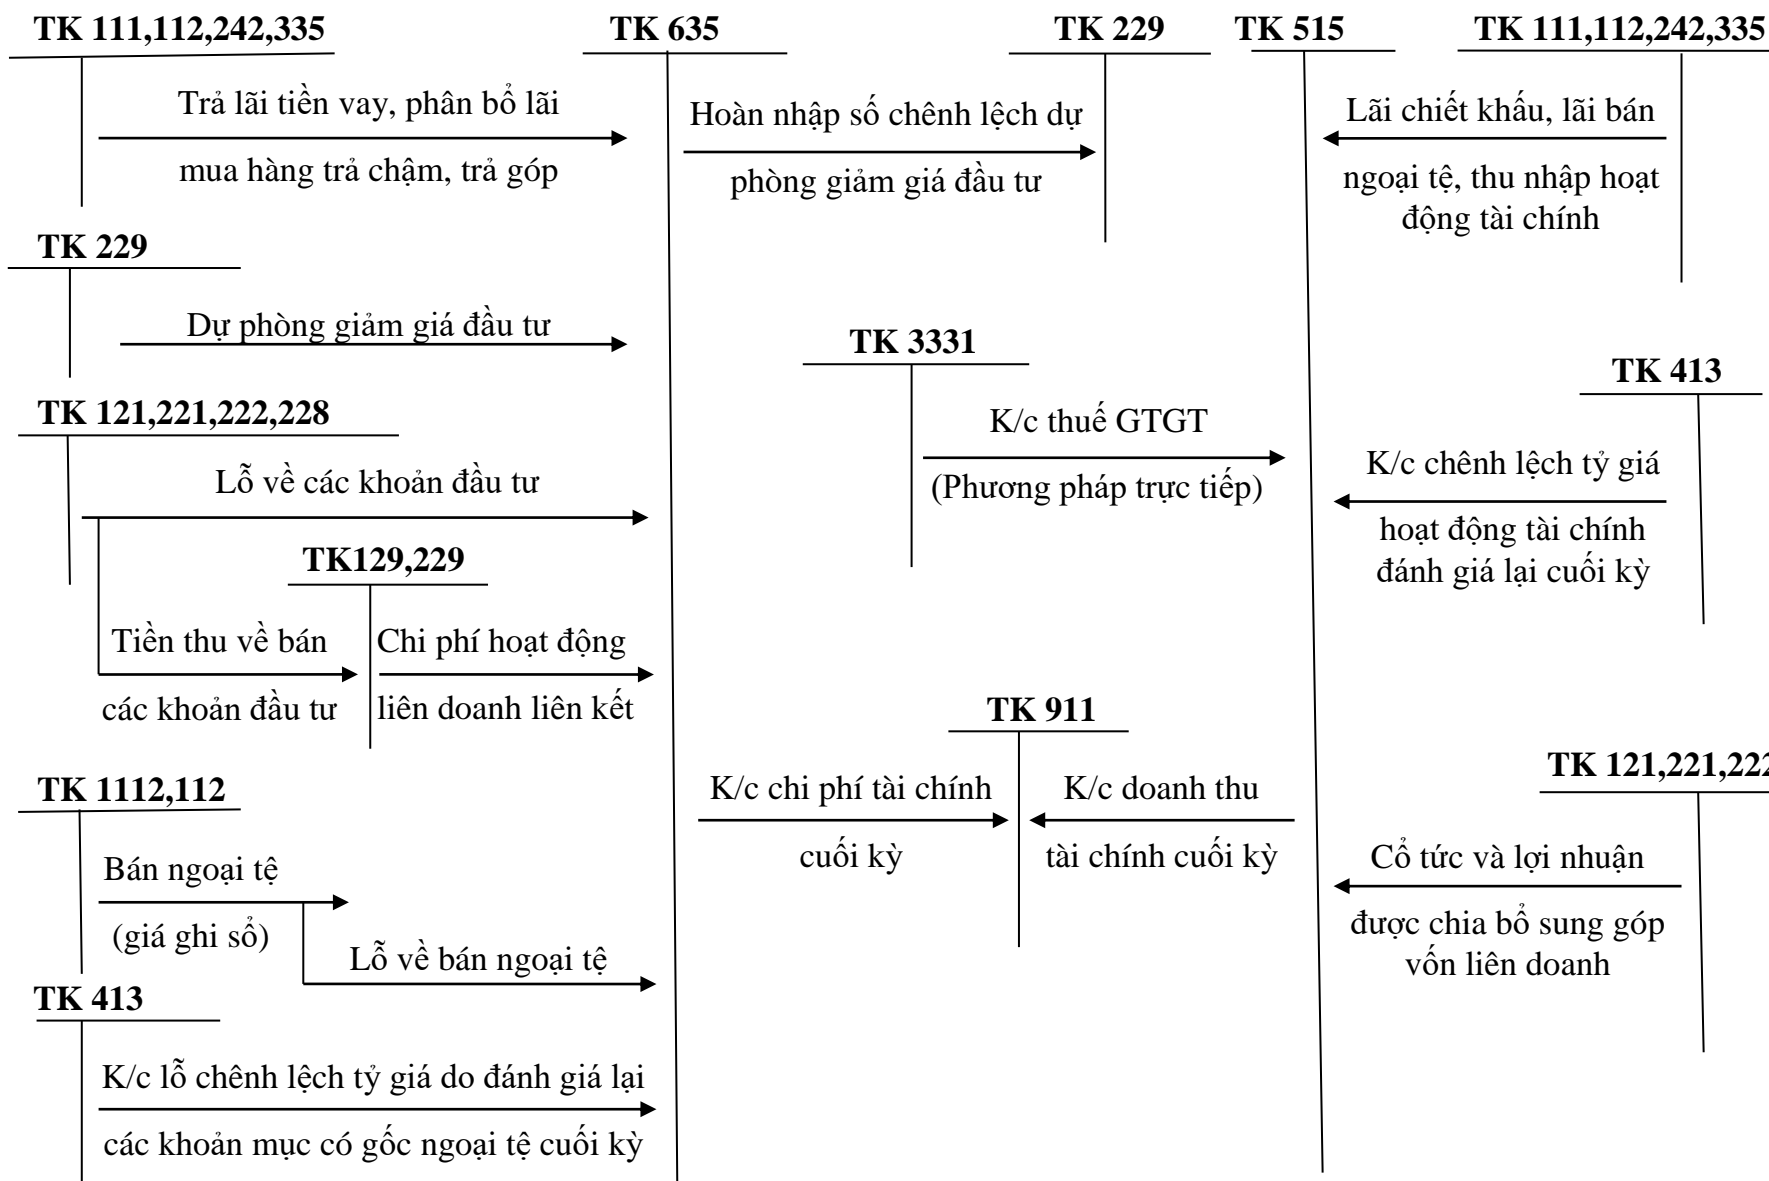 TK 111,112,242,335
TK 635
TK 229
TK 515
TK 111,112,242,335
Trả lãi tiền vay, phân bổ lãi
mua hàng trả chậm, trả góp
Hoàn nhập số chênh lệch dự
phòng giảm giá đầu tư
Lãi chiết khấu, lãi bán
ngoại tệ, thu nhập hoạt
động tài chính
TK 229
Dự phòng giảm giá đầu tư
TK 3331
TK 413
TK 121,221,222,228
K/c thuế GTGT
(Phương pháp trực tiếp)
Lỗ về các khoản đầu tư
K/c chênh lệch tỷ giá
hoạt động tài chính
đánh giá lại cuối kỳ
TK129,229
Tiền thu về bán
các khoản đầu tư
Chi phí hoạt động
liên doanh liên kết
TK 911
TK 1112,112
K/c chi phí tài chính
cuối kỳ
K/c doanh thu
tài chính cuối kỳ
TK 121,221,222
Bán ngoại tệ
(giá ghi sổ)
Cổ tức và lợi nhuận
được chia bổ sung góp
vốn liên doanh
Lỗ về bán ngoại tệ
TK 413
K/c lỗ chênh lệch tỷ giá do đánh giá lại
các khoản mục có gốc ngoại tệ cuối kỳ